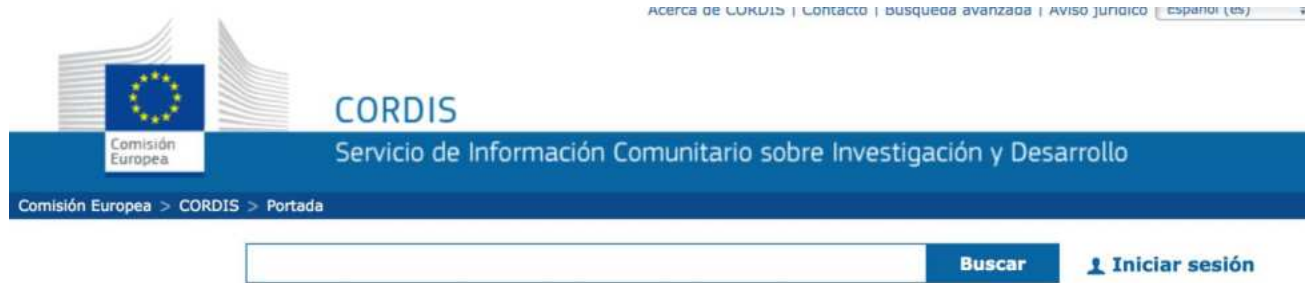 Acerca de CORDIS | Contacto | Búsqueda avanzada | Aviso jurídico Español (es)
CORDIS
Comisión
Europea
Servicio de Información Comunitario sobre Investigación y Desarrollo
Comisión Europea > CORDIS > Portada
Buscar Iniciar sesión